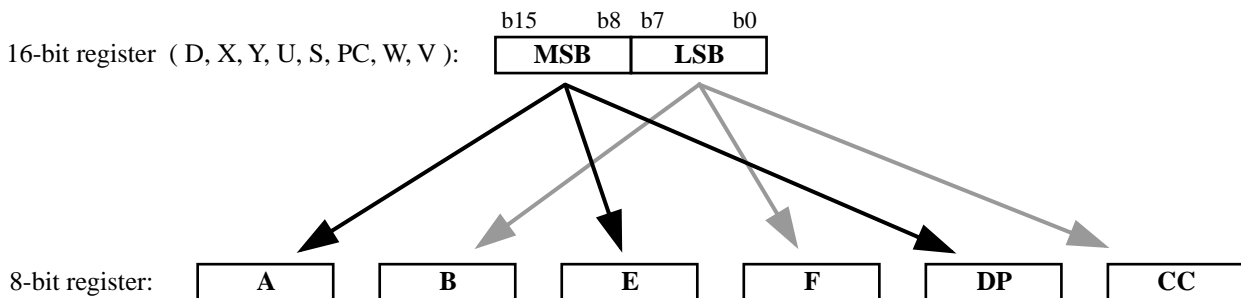 b15 b8 b7 b0
16-bit register ( D, X, Y, U, S, PC, W, V ): MSB LSB
8-bit register: A B E F DP CC